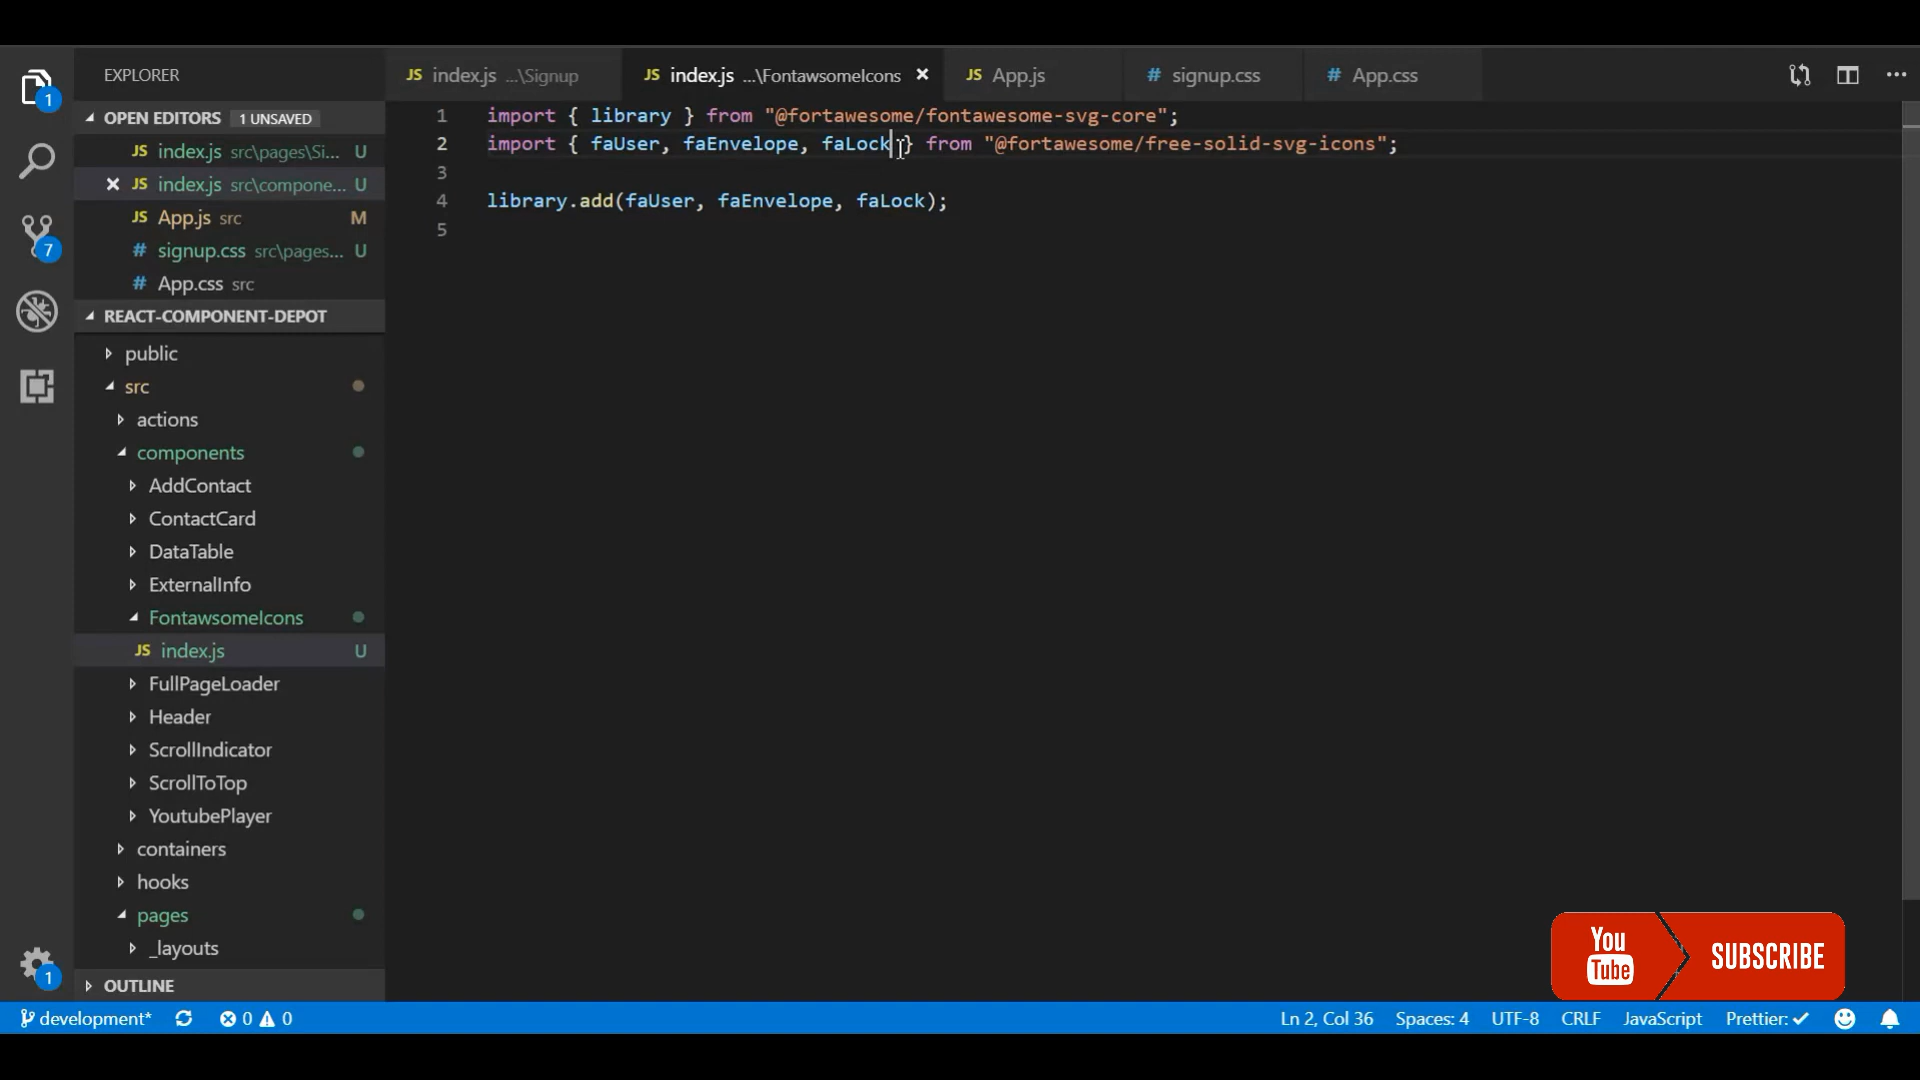 EXPLORER
OPEN EDITORS 1 UNSAVED
JS index.js src\pages\Si... U
JS index.js src\compone... U
JS App.js src M
# signup.css src\pages... U
# App.css src
REACT-COMPONENT-DEPOT
public
src
actions
components
AddContact
ContactCard
DataTable
ExternalInfo
FontawsomeIcons
JS index.js U
FullPageLoader
Header
ScrollIndicator
ScrollToTop
YoutubePlayer
containers
hooks
pages
_layouts
OUTLINE
1
7
1
JS index.js ...\Signup
JS index.js ...\FontawsomeIcons
JS App.js
# signup.css
# App.css
1 import { library } from "@fortawesome/fontawesome-svg-core";
2 import { faUser, faEnvelope, faLock } from "@fortawesome/free-solid-svg-icons";
3
4 library.add(faUser, faEnvelope, faLock);
5
You Tube SUBSCRIBE
development* 0 0 Ln 2, Col 36 Spaces: 4 UTF-8 CRLF JavaScript Prettier: ✓